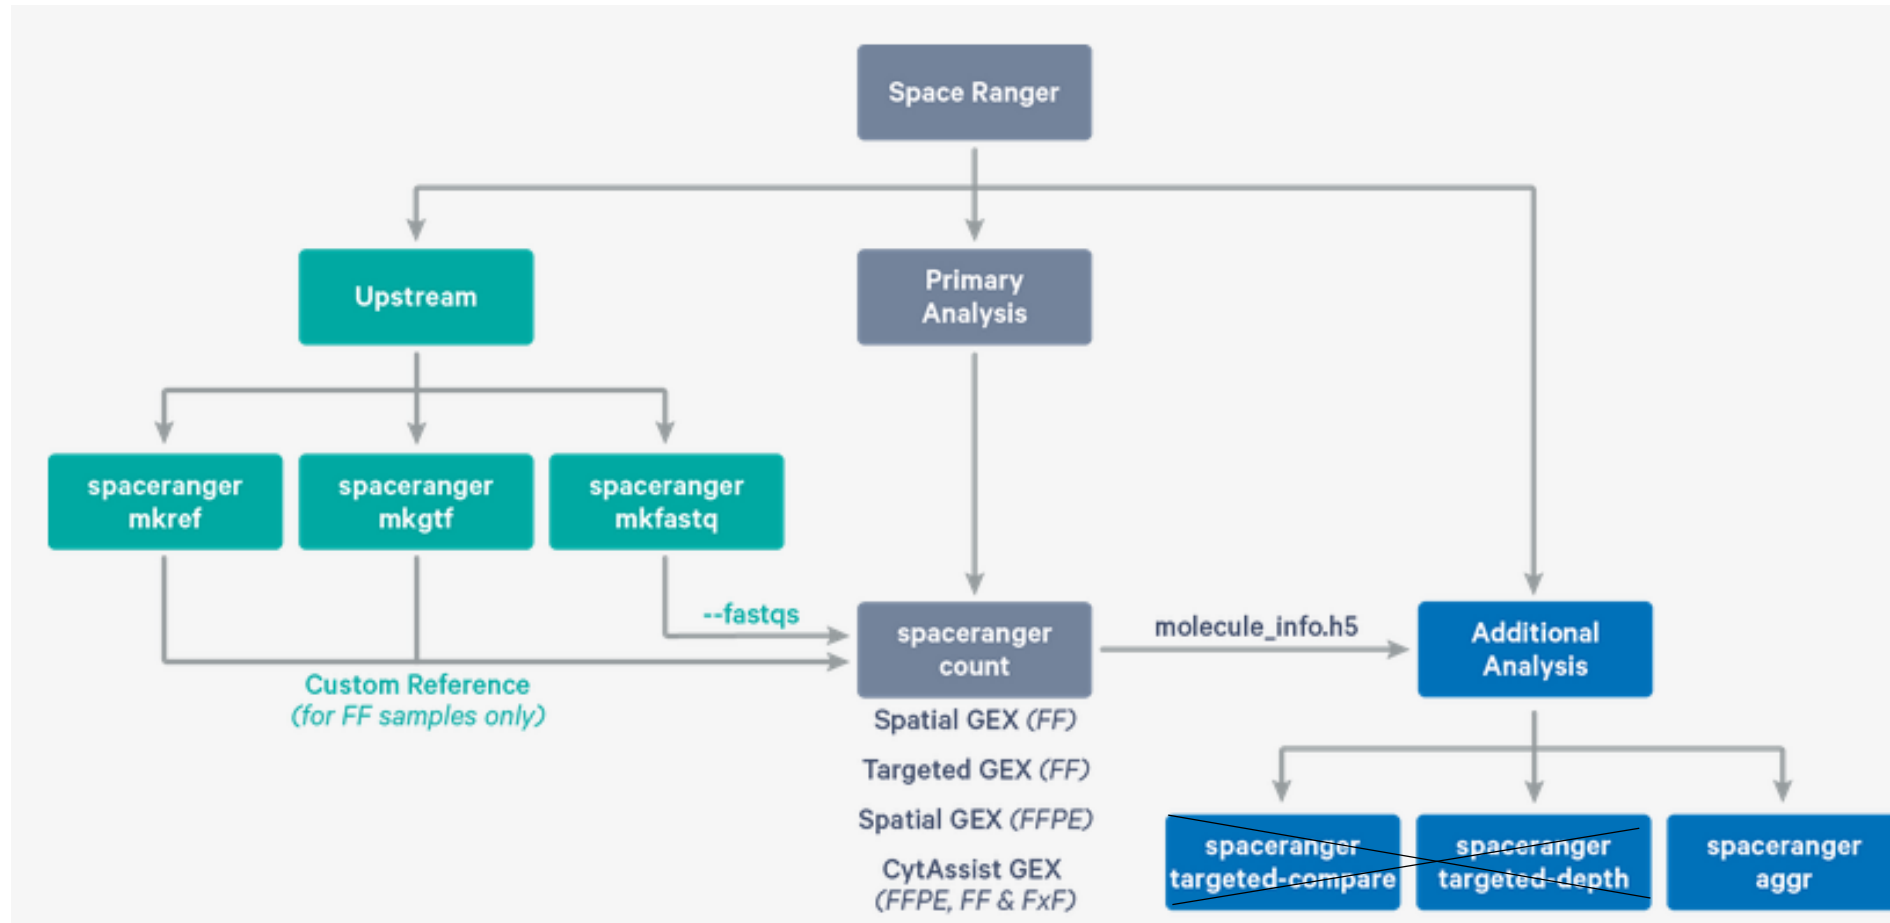 Space Ranger
Upstream
Primary
Analysis
spaceranger
mkref
spaceranger
mkgtf
spaceranger
mkfastq
--fastqs
Custom Reference
(for FF samples only)
spaceranger
count
molecule_info.h5
Additional
Analysis
Spatial GEX (FF)
Targeted GEX (FF)
Spatial GEX (FFPE)
CytAssist GEX
(FFPE, FF & FxF)
spaceranger
targeted-compare
spaceranger
targeted-depth
spaceranger
aggr